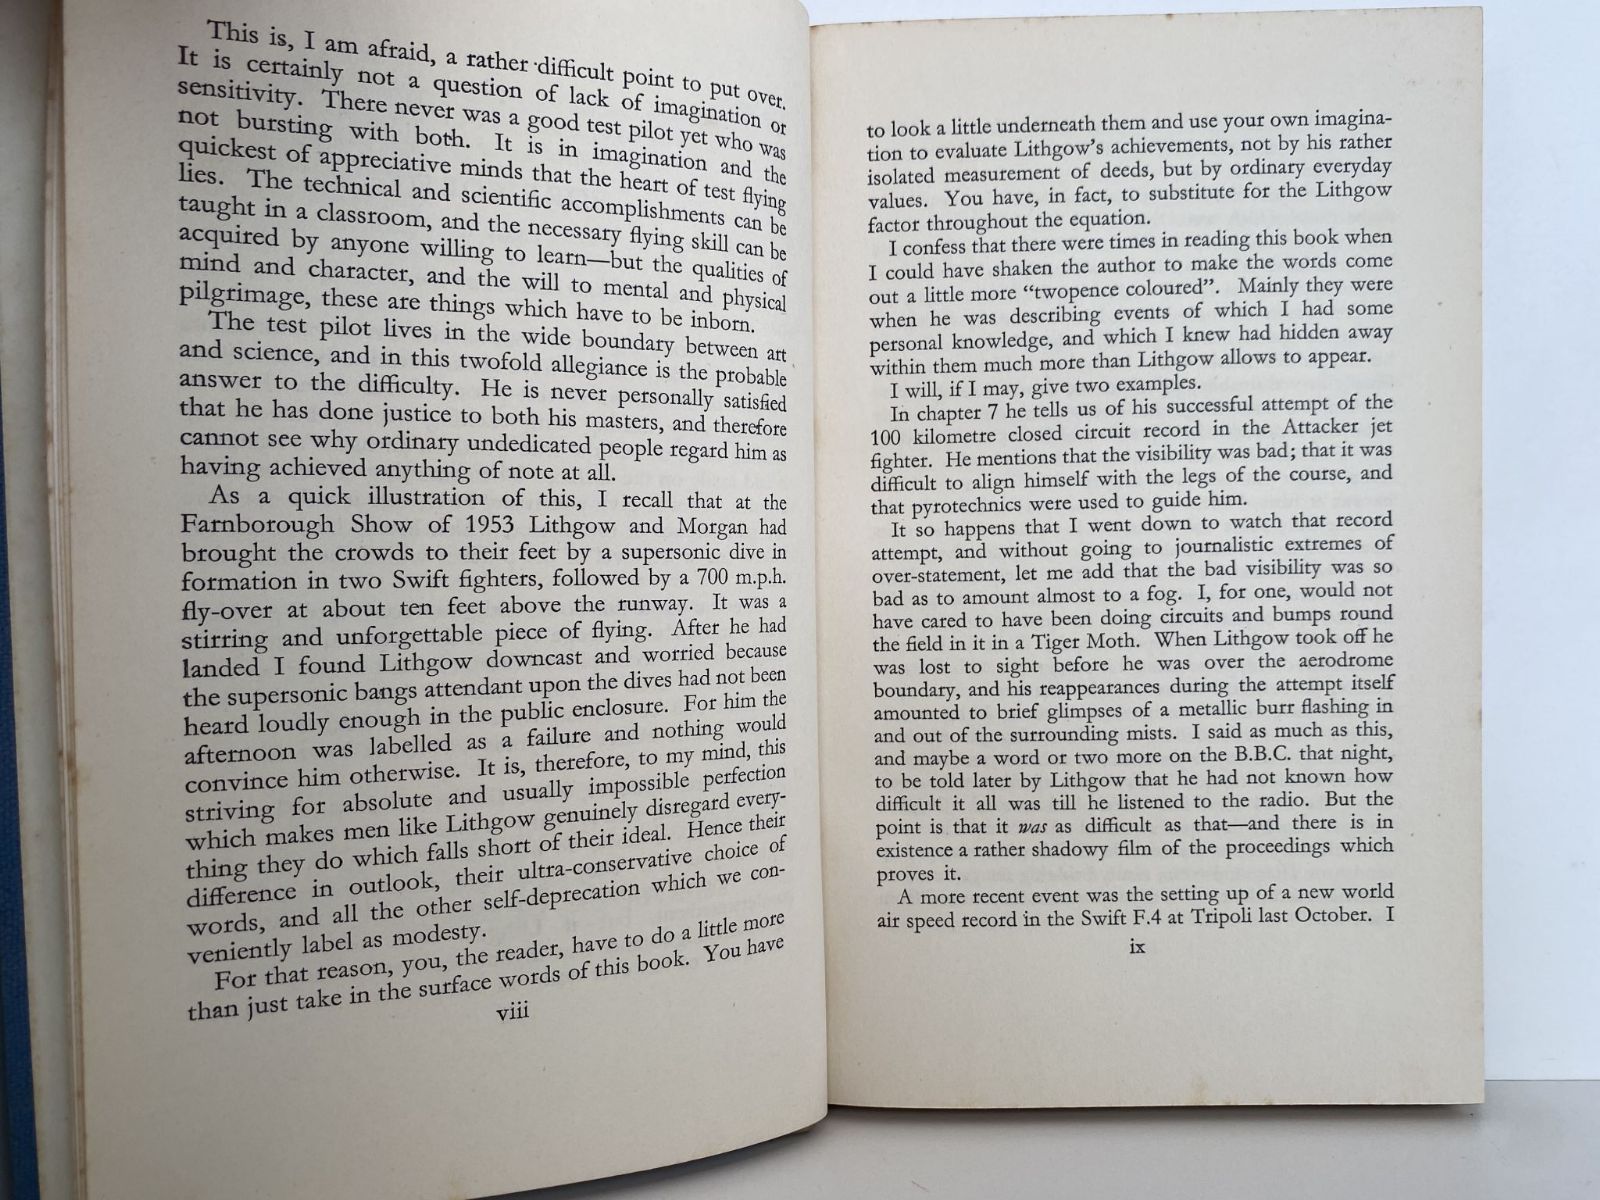 This is, I am afraid, a rather difficult point to put over.
It is certainly not a question of lack of imagination or
sensitivity. There never was a good test pilot yet who was
not bursting with both. It is in imagination and the
quickest of appreciative minds that the heart of test flying
lies. The technical and scientific accomplishments can be
taught in a classroom, and the necessary flying skill can be
acquired by anyone willing to learn—but the qualities of
mind and character, and the will to mental and physical
pilgrimage, these are things which have to be inborn.
The test pilot lives in the wide boundary between art
and science, and in this twofold allegiance is the probable
answer to the difficulty. He is never personally satisfied
that he has done justice to both his masters, and therefore
cannot see why ordinary undedicated people regard him as
having achieved anything of note at all.
As a quick illustration of this, I recall that at the
Farnborough Show of 1953 Lithgow and Morgan had
brought the crowds to their feet by a supersonic dive in
formation in two Swift fighters, followed by a 700 m.p.h.
fly-over at about ten feet above the runway. It was a
stirring and unforgettable piece of flying. After he had
landed I found Lithgow downcast and worried because
the supersonic bangs attendant upon the dives had not been
heard loudly enough in the public enclosure. For him the
afternoon was labelled as a failure and nothing would
convince him otherwise. It is, therefore, to my mind, this
striving for absolute and usually impossible perfection
which makes men like Lithgow genuinely disregard every-
thing they do which falls short of their ideal. Hence their
difference in outlook, their ultra-conservative choice of
words, and all the other self-deprecation which we con-
veniently label as modesty.
For that reason, you, the reader, have to do a little more
than just take in the surface words of this book. You have
viii
to look a little underneath them and use your own imagina-
tion to evaluate Lithgow's achievements, not by his rather
isolated measurement of deeds, but by ordinary everyday
values. You have, in fact, to substitute for the Lithgow
factor throughout the equation.
I confess that there were times in reading this book when
I could have shaken the author to make the words come
out a little more "twopence coloured". Mainly they were
when he was describing events of which I had some
personal knowledge, and which I knew had hidden away
within them much more than Lithgow allows to appear.
I will, if I may, give two examples.
In chapter 7 he tells us of his successful attempt of the
100 kilometre closed circuit record in the Attacker jet
fighter. He mentions that the visibility was bad; that it was
difficult to align himself with the legs of the course, and
that pyrotechnics were used to guide him.
It so happens that I went down to watch that record
attempt, and without going to journalistic extremes of
over-statement, let me add that the bad visibility was so
bad as to amount almost to a fog. I, for one, would not
have cared to have been doing circuits and bumps round
the field in it in a Tiger Moth. When Lithgow took off he
was lost to sight before he was over the aerodrome
boundary, and his reappearances during the attempt itself
amounted to brief glimpses of a metallic burr flashing in
and out of the surrounding mists. I said as much as this,
and maybe a word or two more on the B.B.C. that night,
to be told later by Lithgow that he had not known how
difficult it all was till he listened to the radio. But the
point is that it was as difficult as that—and there is in
existence a rather shadowy film of the proceedings which
proves it.
A more recent event was the setting up of a new world
air speed record in the Swift F.4 at Tripoli last October. I
ix